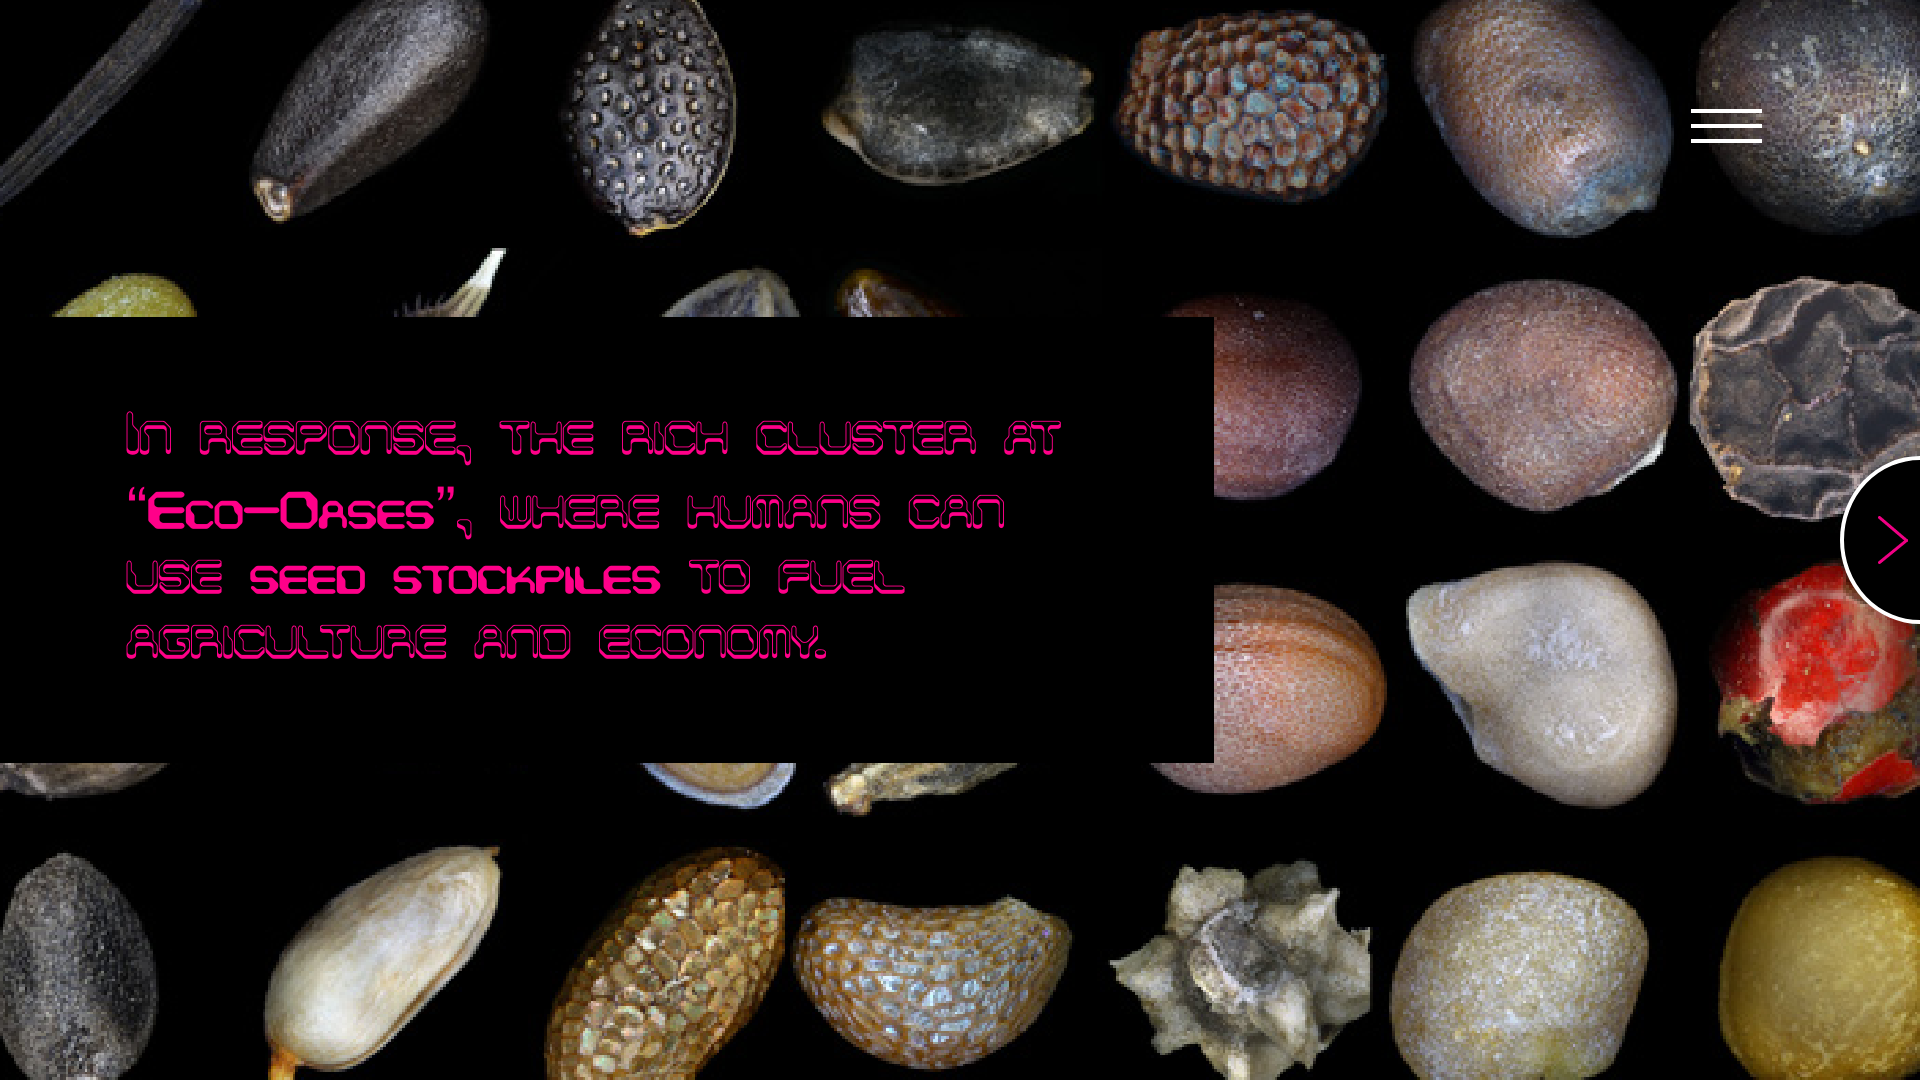 In response, the rich cluster at
“Eco-Oases”, where humans can
use seed stockpiles to fuel
agriculture and economy.